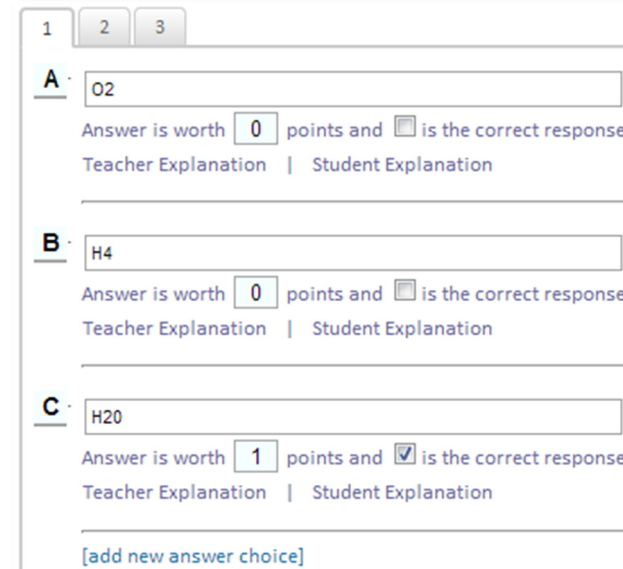 1 2 3
A
O2
Answer is worth 0 points and is the correct response
Teacher Explanation | Student Explanation
B
H4
Answer is worth 0 points and is the correct response
Teacher Explanation | Student Explanation
C
H20
Answer is worth 1 points and is the correct response
Teacher Explanation | Student Explanation
[add new answer choice]